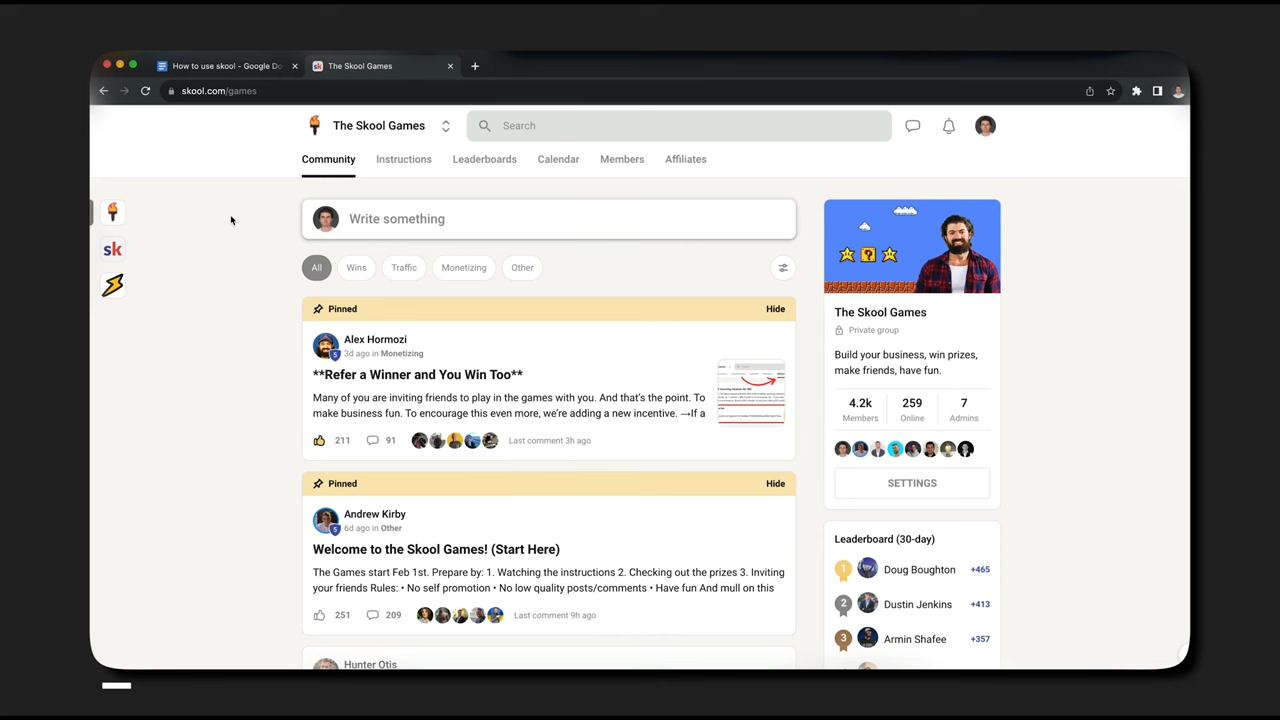 How to use skool - Google Do
The Skool Games
skool.com/games
The Skool Games
Search
Community
Instructions
Leaderboards
Calendar
Members
Affiliates
sk
Write something
All
Wins
Traffic
Monetizing
Other
Pinned
Hide
Alex Hormozi
5
3d ago in Monetizing
**Refer a Winner and You Win Too**
Many of you are inviting friends to play in the games with you. And that's the point. To
make business fun. To encourage this even more, we're adding a new incentive. →If a
211
91
Last comment 3h ago
Pinned
Hide
Andrew Kirby
5
6d ago in Other
Welcome to the Skool Games! (Start Here)
The Games start Feb 1st. Prepare by: 1. Watching the instructions 2. Checking out the prizes 3. Inviting
your friends Rules: • No self promotion • No low quality posts/comments • Have fun And mull on this
251
209
Last comment 9h ago
Hunter Otis
The Skool Games
Private group
Build your business, win prizes,
make friends, have fun.
4.2k
Members
259
Online
7
Admins
SETTINGS
Leaderboard (30-day)
1
Doug Boughton
+465
2
Dustin Jenkins
+413
3
Armin Shafee
+357